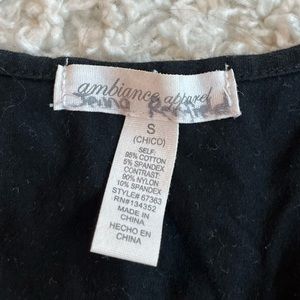 ambiance apparel
S
(CHICO)
SELF:
95% COTTON
5% SPANDEX
CONTRAST:
90% NYLON
10% SPANDEX
STYLE# 67363
RN#134352
MADE IN
CHINA
HECHO EN
CHINA